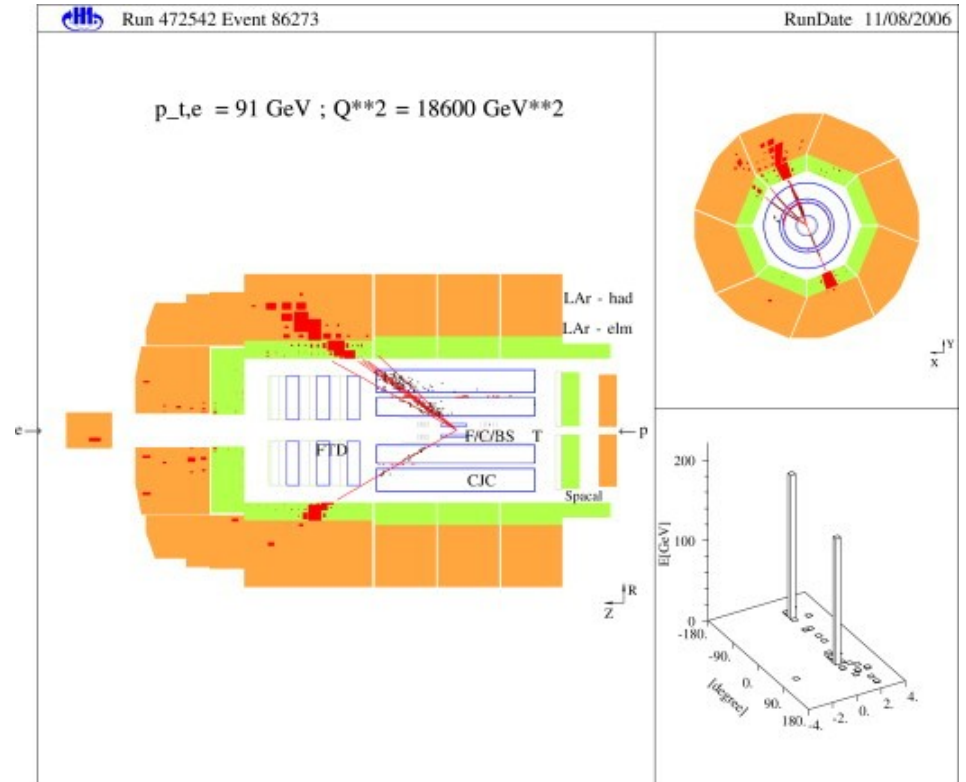 H1 Run 472542 Event 86273
RunDate 11/08/2006
p_t,e = 91 GeV ; Q**2 = 18600 GeV**2
LAr - had
LAr - elm
e →
F/C/BS T
← p
FTD
CJC
Spacal
R
Z
Y
X
E[GeV]
200
100
0
-180.
-90.
0.
90.
180.
[degree]
-4.
-2.
0.
2.
4.